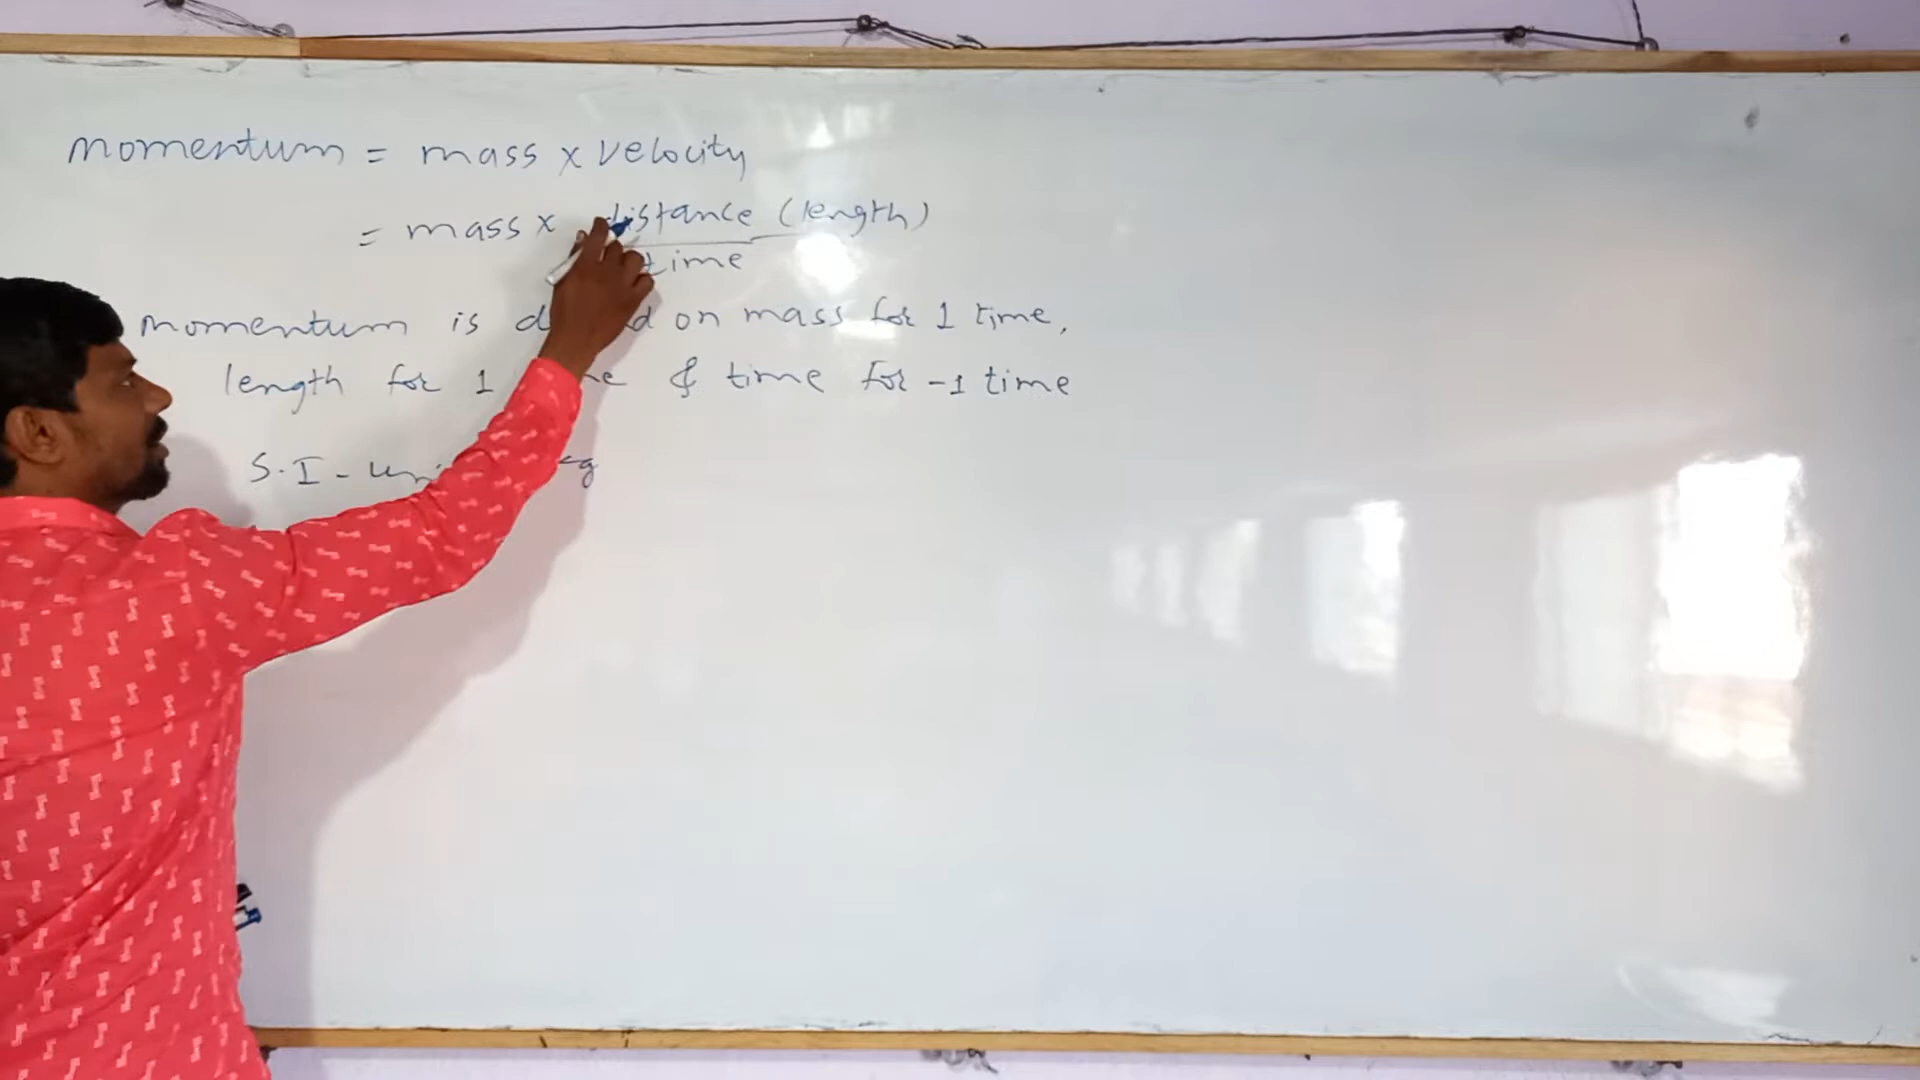 momentum = mass x velocity
= mass x distance (length)
time
momentum is on mass for 1 time,
length for 1 & time for -1 time
S.I - uni